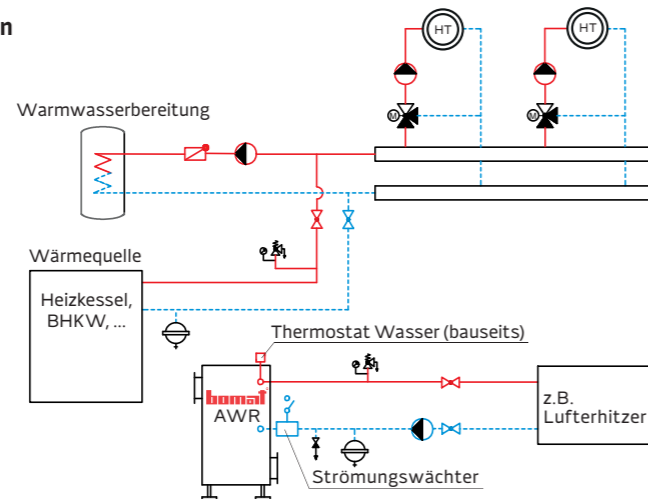 n
HT
HT
M
M
Warmwasserbereitung
Wärmequelle
Heizkessel,
BHKW, ...
Thermostat Wasser (bauseits)
bomat
AWR
z.B.
Lufterhitzer
Strömungswächter